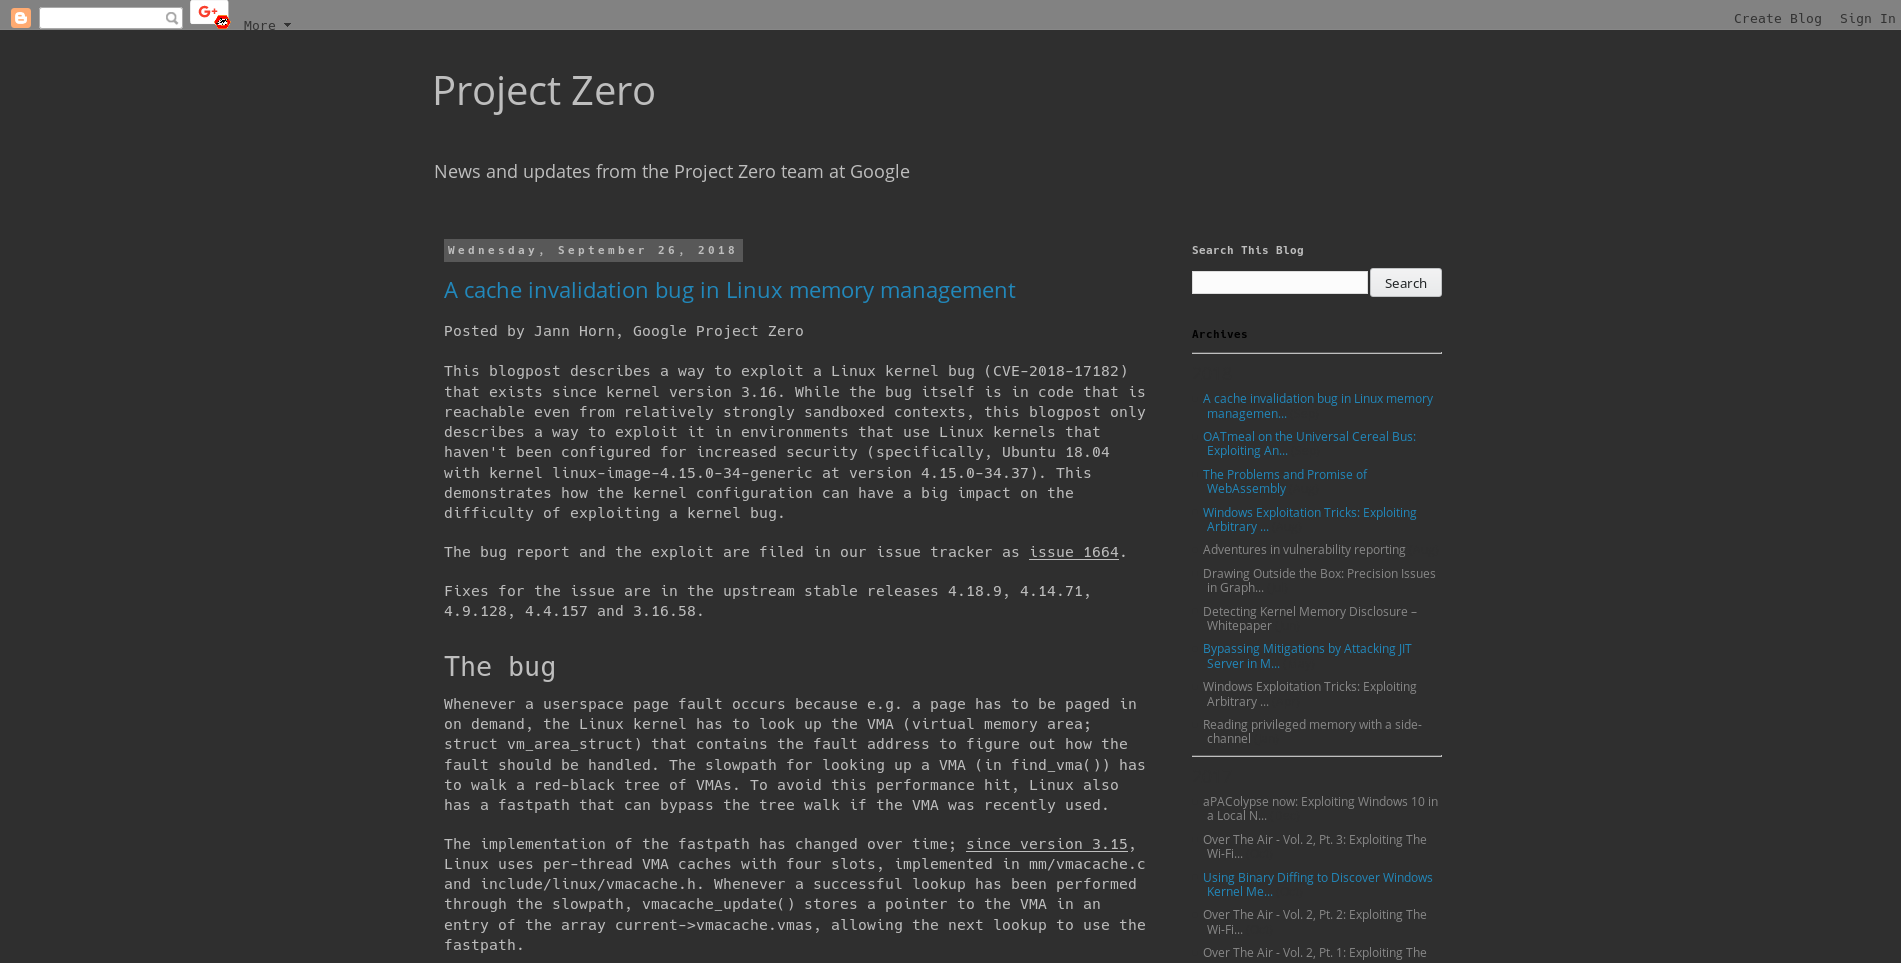 G+
More
Create Blog Sign In
Project Zero
News and updates from the Project Zero team at Google
Wednesday, September 26, 2018
A cache invalidation bug in Linux memory management
Posted by Jann Horn, Google Project Zero
This blogpost describes a way to exploit a Linux kernel bug (CVE-2018-17182)
that exists since kernel version 3.16. While the bug itself is in code that is
reachable even from relatively strongly sandboxed contexts, this blogpost only
describes a way to exploit it in environments that use Linux kernels that
haven't been configured for increased security (specifically, Ubuntu 18.04
with kernel linux-image-4.15.0-34-generic at version 4.15.0-34.37). This
demonstrates how the kernel configuration can have a big impact on the
difficulty of exploiting a kernel bug.
The bug report and the exploit are filed in our issue tracker as issue 1664.
Fixes for the issue are in the upstream stable releases 4.18.9, 4.14.71,
4.9.128, 4.4.157 and 3.16.58.
The bug
Whenever a userspace page fault occurs because e.g. a page has to be paged in
on demand, the Linux kernel has to look up the VMA (virtual memory area;
struct vm_area_struct) that contains the fault address to figure out how the
fault should be handled. The slowpath for looking up a VMA (in find_vma()) has
to walk a red-black tree of VMAs. To avoid this performance hit, Linux also
has a fastpath that can bypass the tree walk if the VMA was recently used.
The implementation of the fastpath has changed over time; since version 3.15,
Linux uses per-thread VMA caches with four slots, implemented in mm/vmacache.c
and include/linux/vmacache.h. Whenever a successful lookup has been performed
through the slowpath, vmacache_update() stores a pointer to the VMA in an
entry of the array current->vmacache.vmas, allowing the next lookup to use the
fastpath.
Search This Blog
Search
Archives
A cache invalidation bug in Linux memory
managemen...
OATmeal on the Universal Cereal Bus:
Exploiting An...
The Problems and Promise of
WebAssembly
Windows Exploitation Tricks: Exploiting
Arbitrary ...
Adventures in vulnerability reporting
Drawing Outside the Box: Precision Issues
in Graph...
Detecting Kernel Memory Disclosure –
Whitepaper
Bypassing Mitigations by Attacking JIT
Server in M...
Windows Exploitation Tricks: Exploiting
Arbitrary ...
Reading privileged memory with a side-
channel
aPAColypse now: Exploiting Windows 10 in
a Local N...
Over The Air - Vol. 2, Pt. 3: Exploiting The
Wi-Fi...
Using Binary Diffing to Discover Windows
Kernel Me...
Over The Air - Vol. 2, Pt. 2: Exploiting The
Wi-Fi...
Over The Air - Vol. 2, Pt. 1: Exploiting The